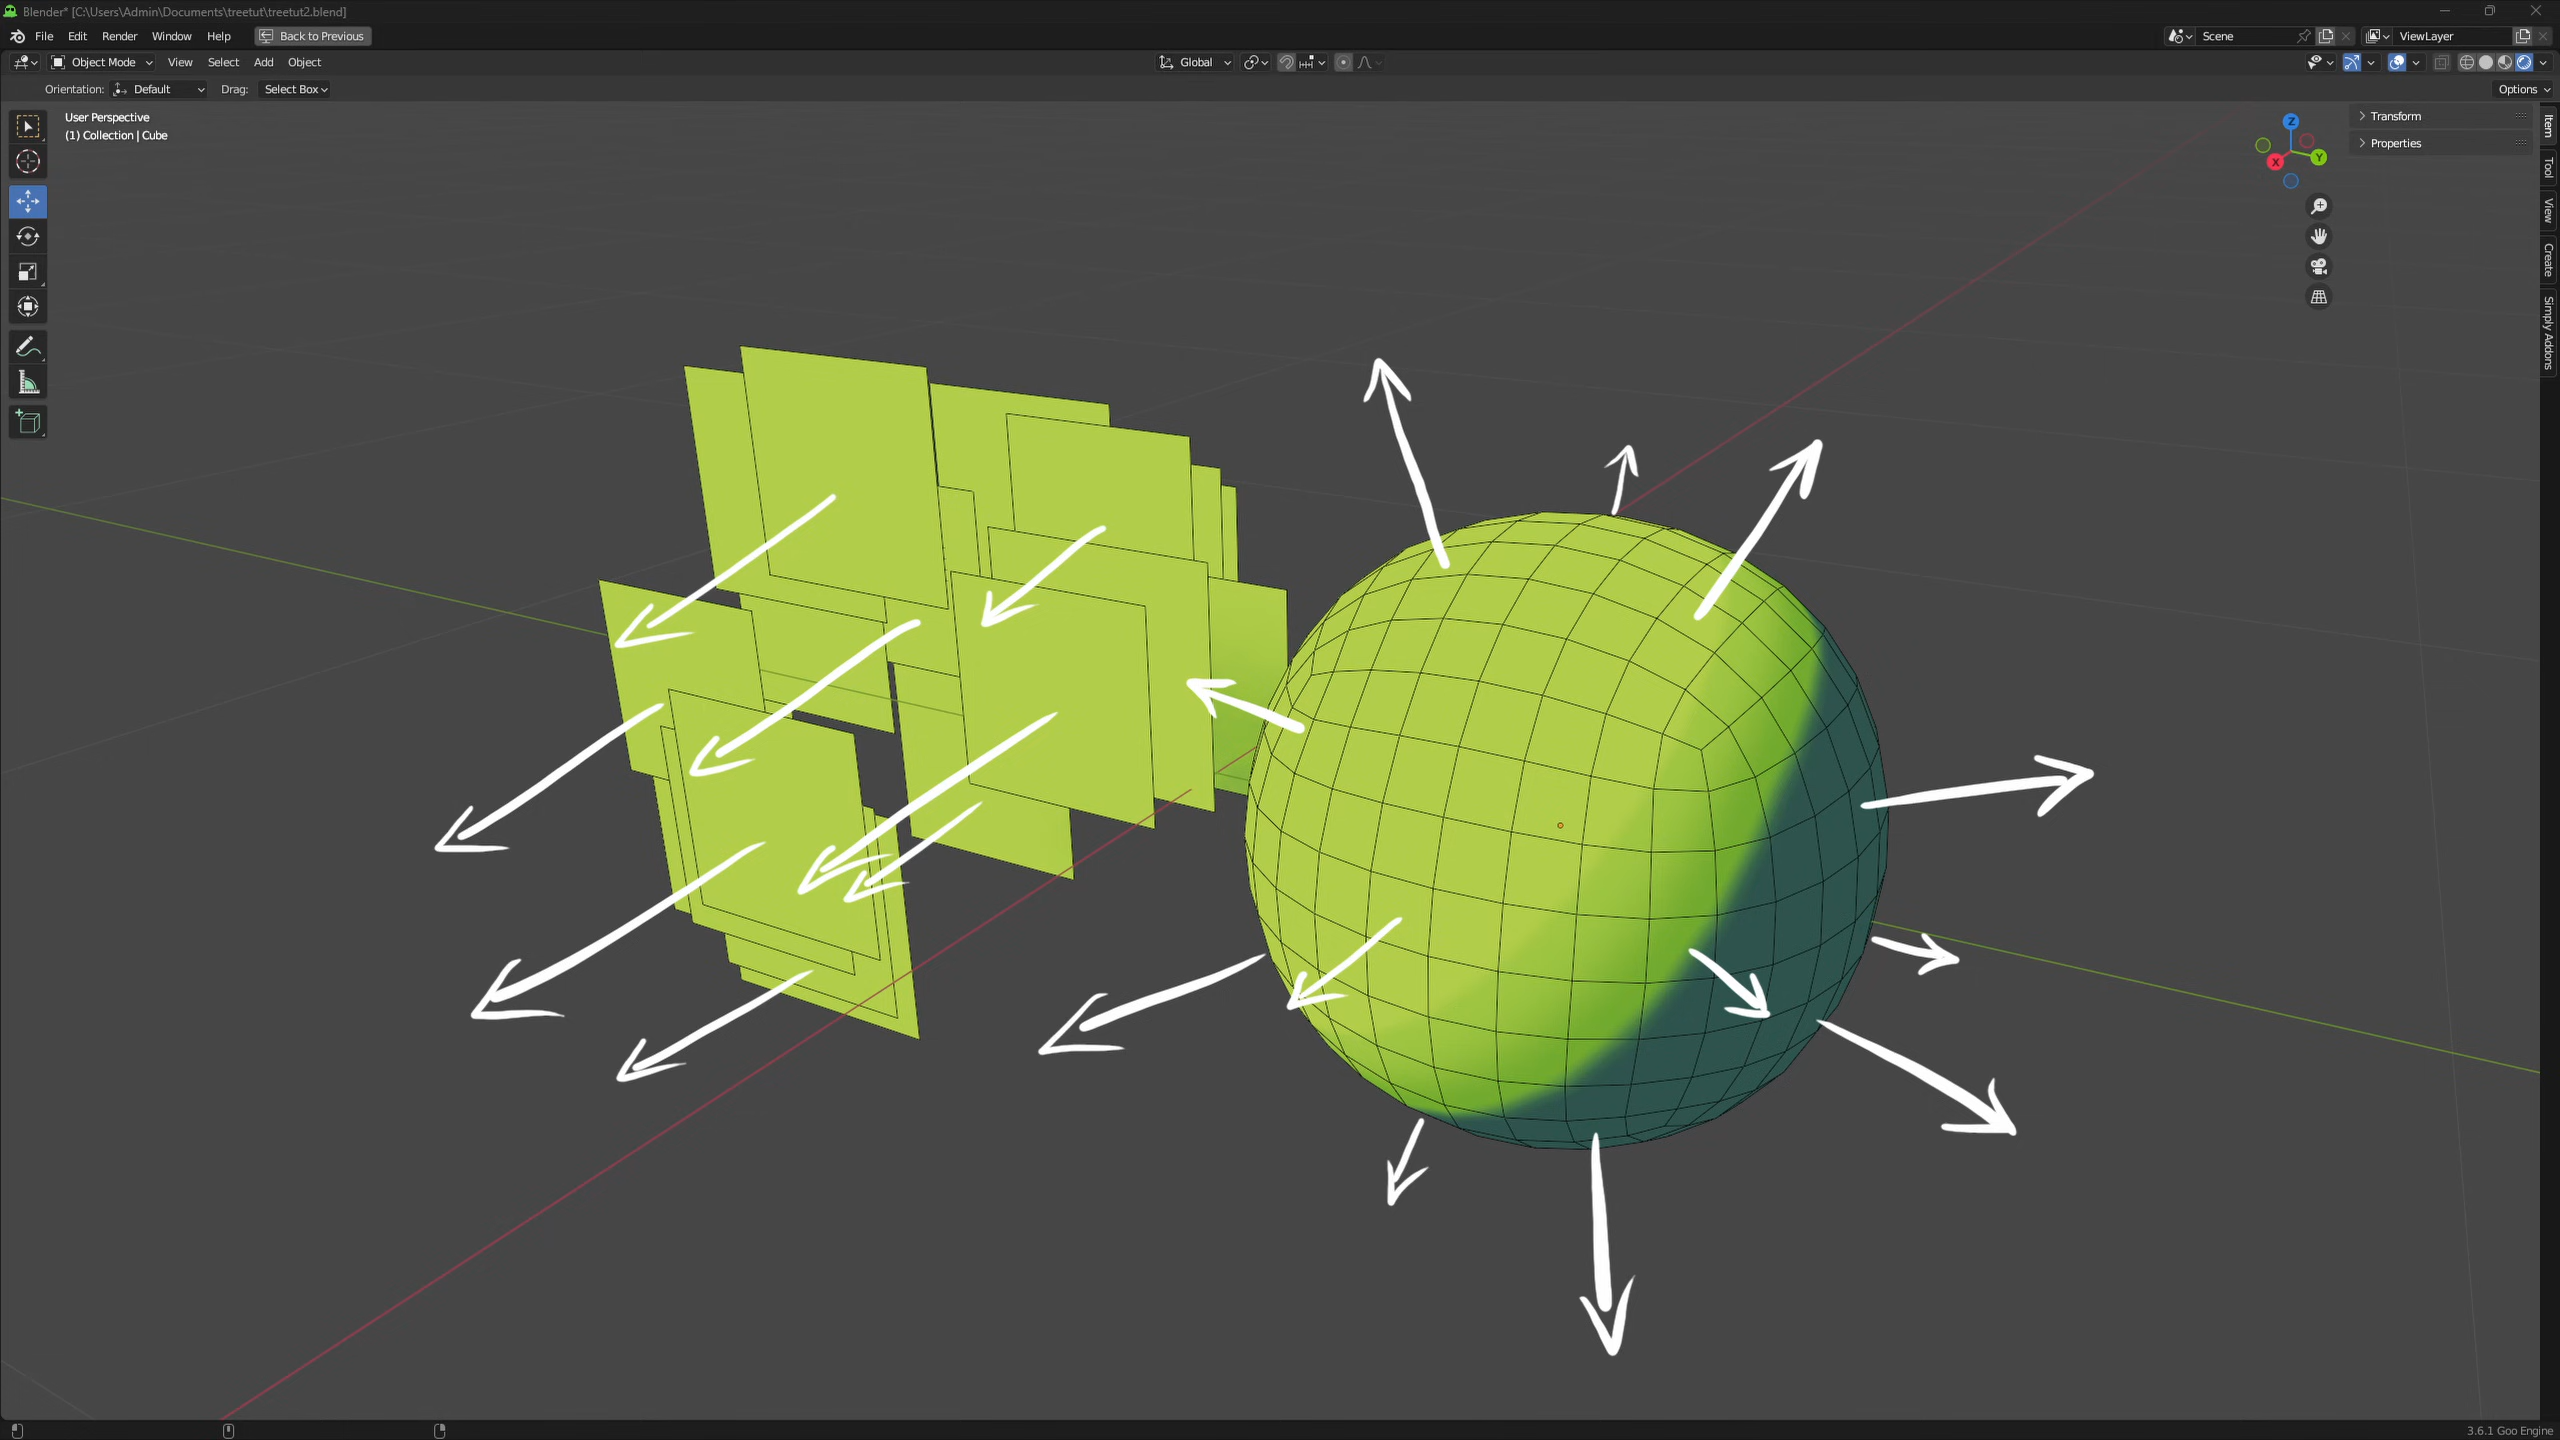 Blender* [C:\Users\Admin\Documents\treetut\treetut2.blend]
File Edit Render Window Help Back to Previous Scene ViewLayer
Object Mode View Select Add Object Global
Orientation: Default Drag: Select Box Options
User Perspective
(1) Collection | Cube
Transform
Properties
Item
Tool
View
Create
Simply Addons
Z
X
Y
3.6.1 Goo Engine